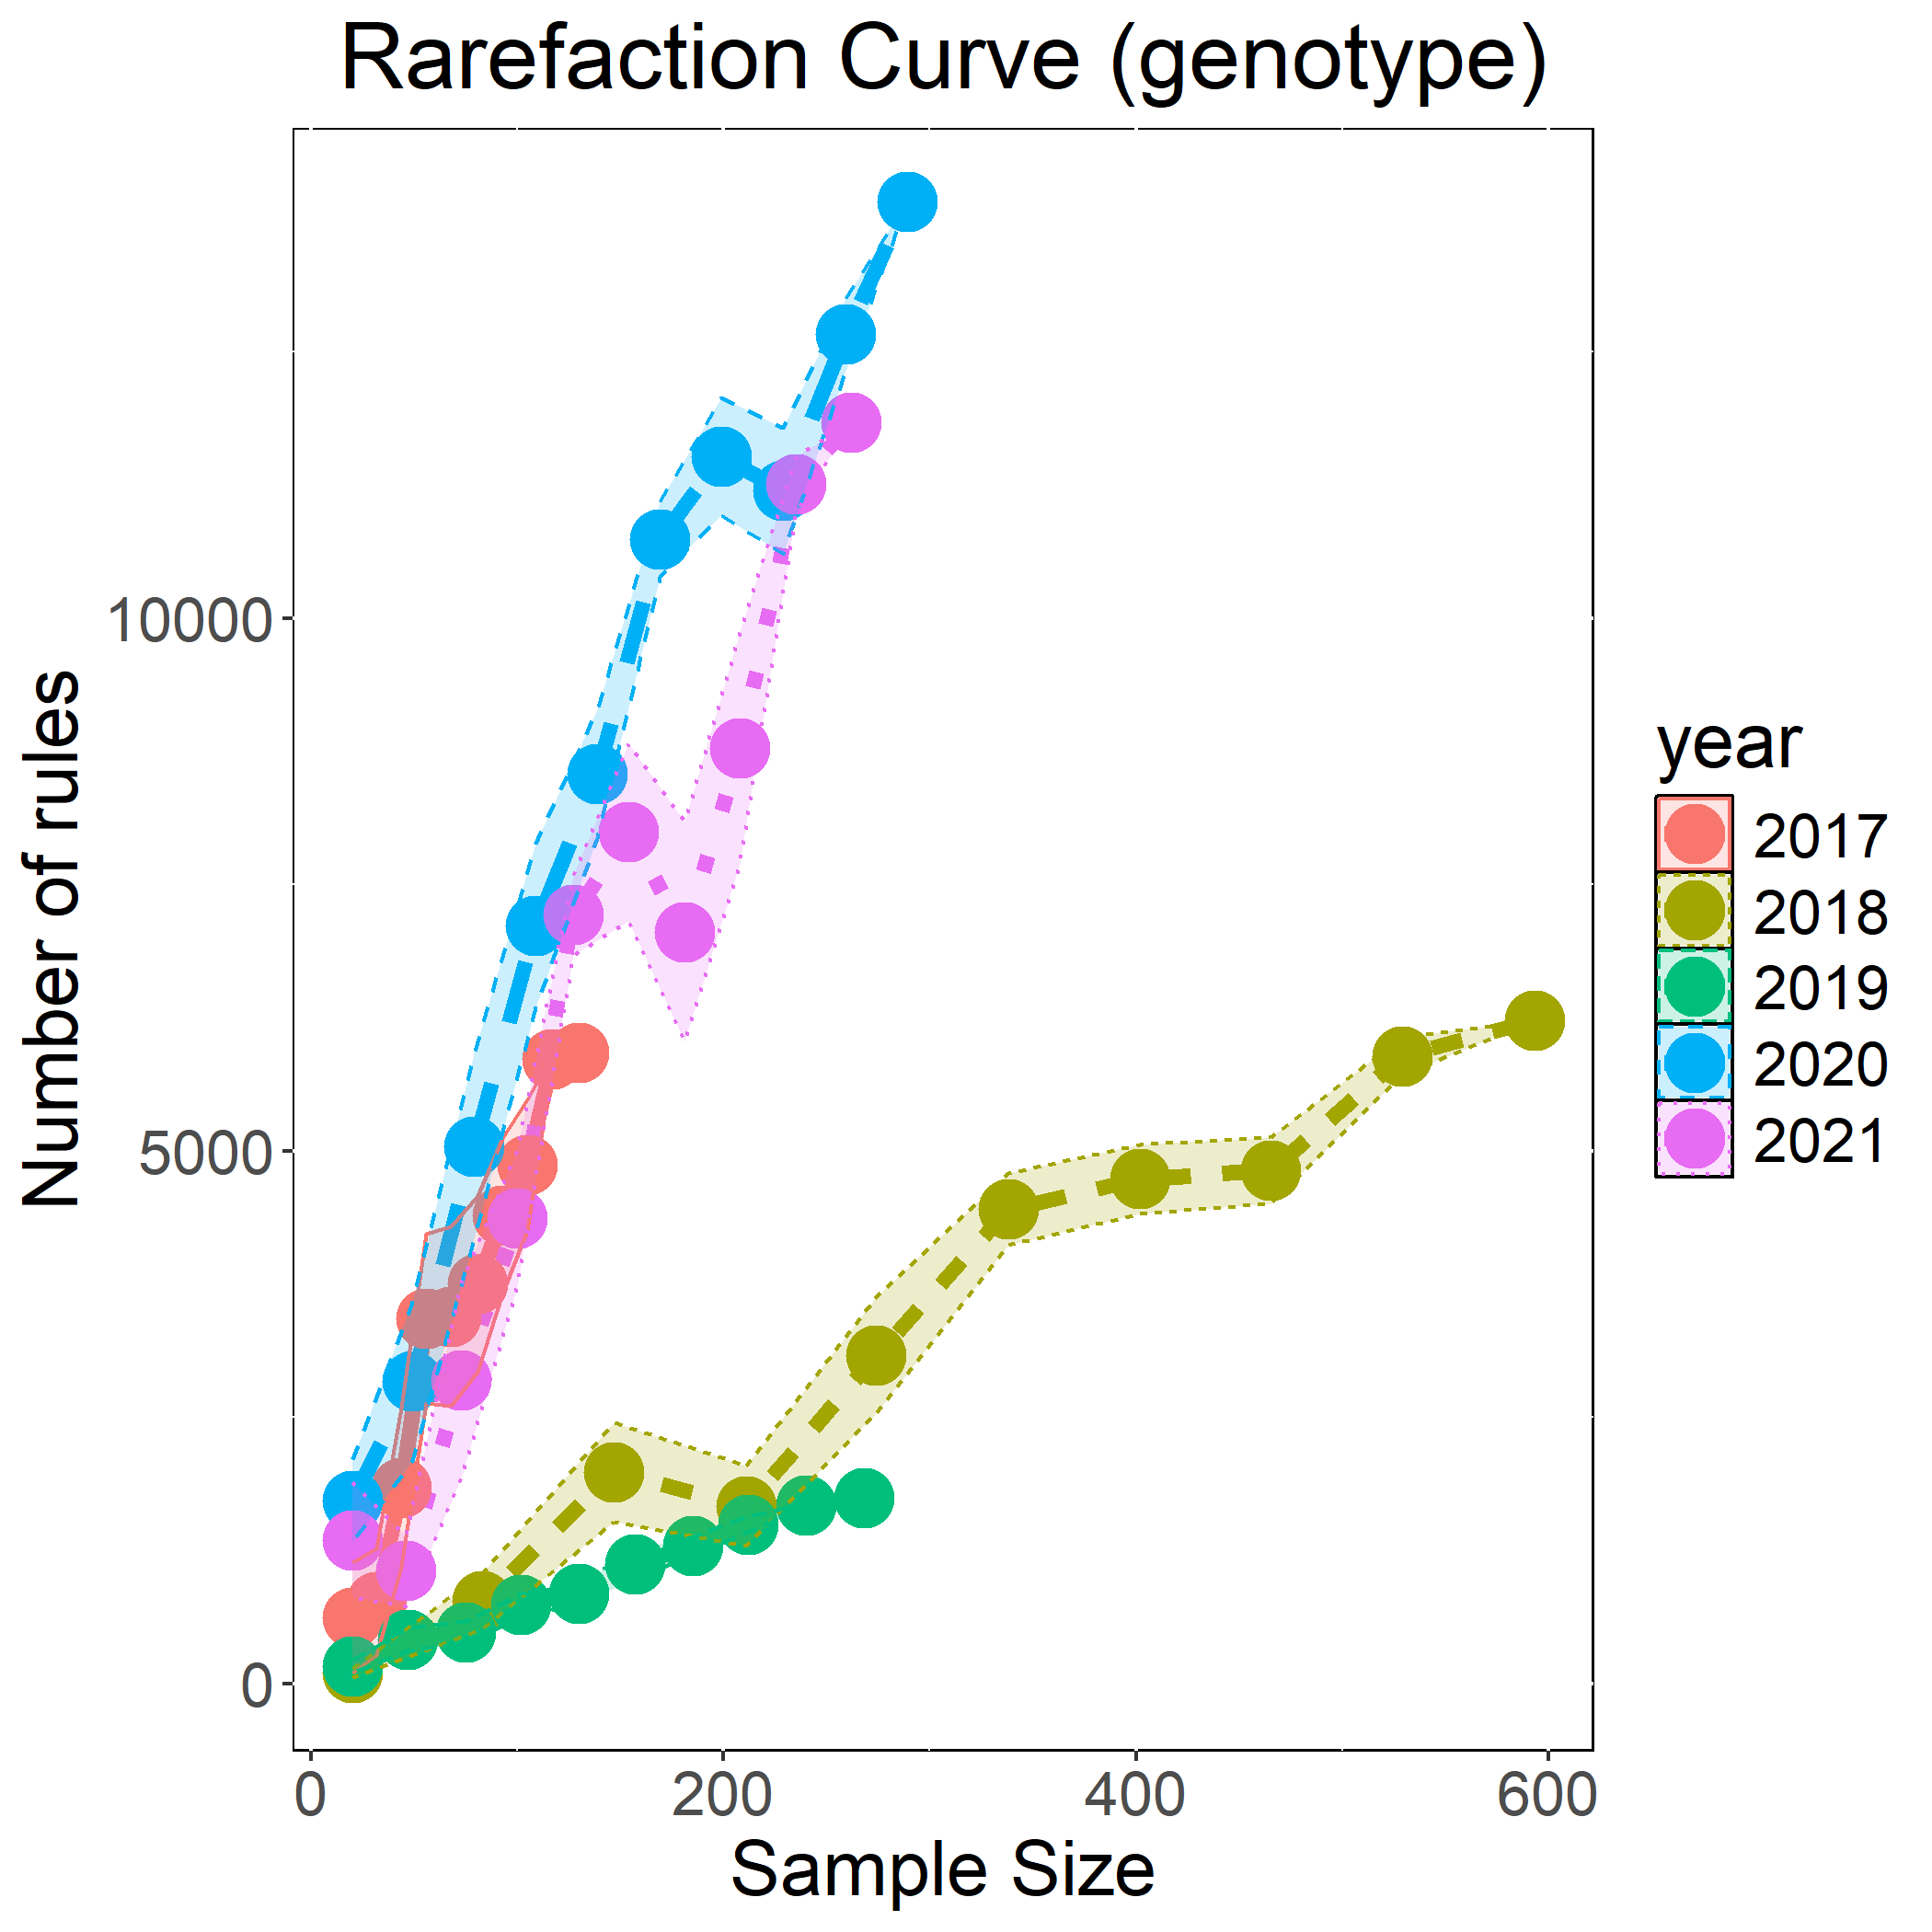 Rarefaction Curve (genotype)
Number of rules
10000
5000
0
0 200 400 600
Sample Size
year
2017
2018
2019
2020
2021